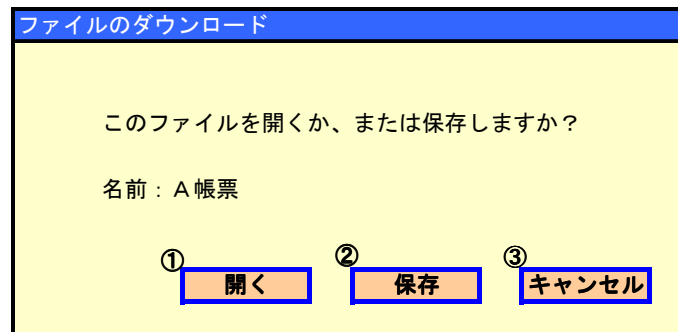 ファイルのダウンロード
このファイルを開くか、または保存しますか？
名前：Ａ帳票
① ② ③
開く 保存 キャンセル